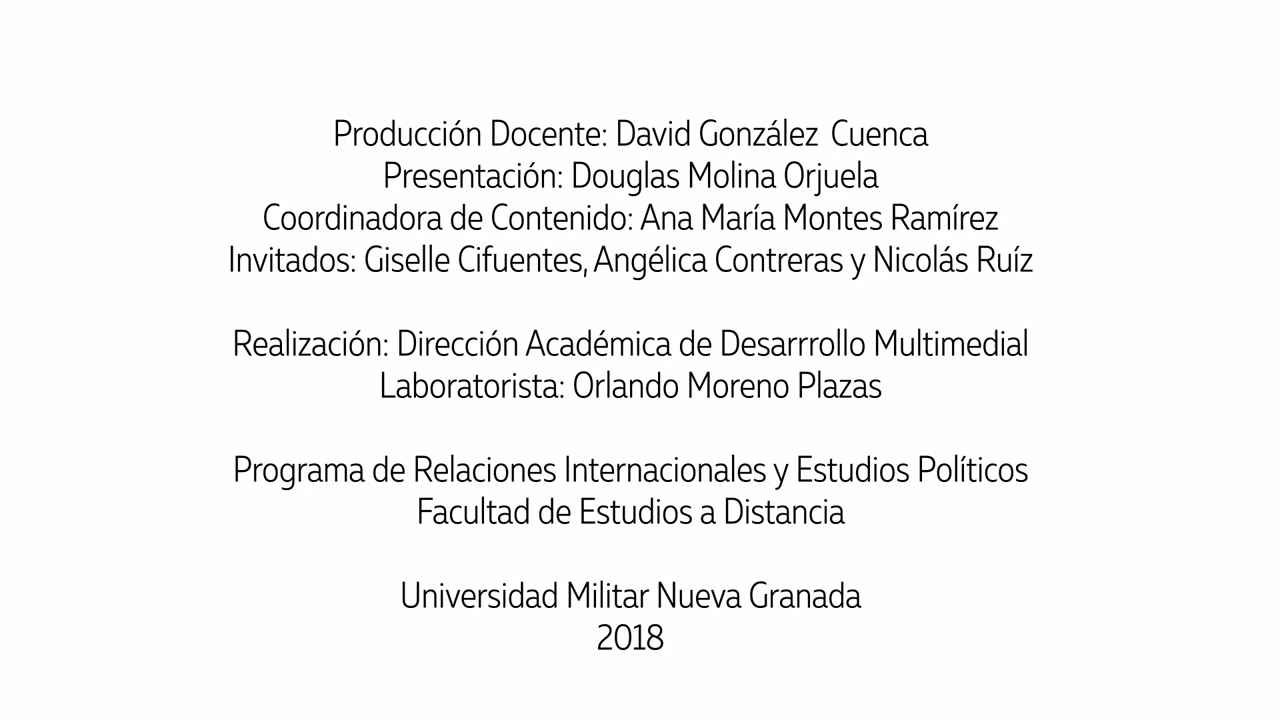 Producción Docente: David González Cuenca
Presentación: Douglas Molina Orjuela
Coordinadora de Contenido: Ana María Montes Ramírez
Invitados: Giselle Cifuentes, Angélica Contreras y Nicolás Ruíz
Realización: Dirección Académica de Desarrrollo Multimedial
Laboratorista: Orlando Moreno Plazas
Programa de Relaciones Internacionales y Estudios Políticos
Facultad de Estudios a Distancia
Universidad Militar Nueva Granada
2018